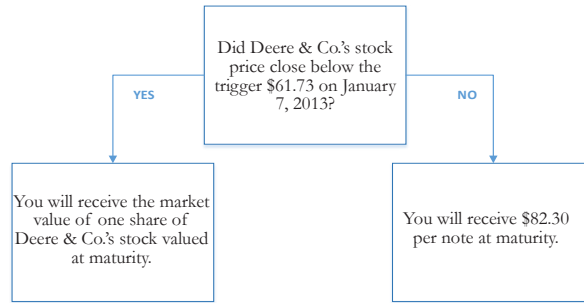 Did Deere & Co.'s stock
price close below the
trigger $61.73 on January
7, 2013?
YES
NO
You will receive the market
value of one share of
Deere & Co.'s stock valued
at maturity.
You will receive $82.30
per note at maturity.